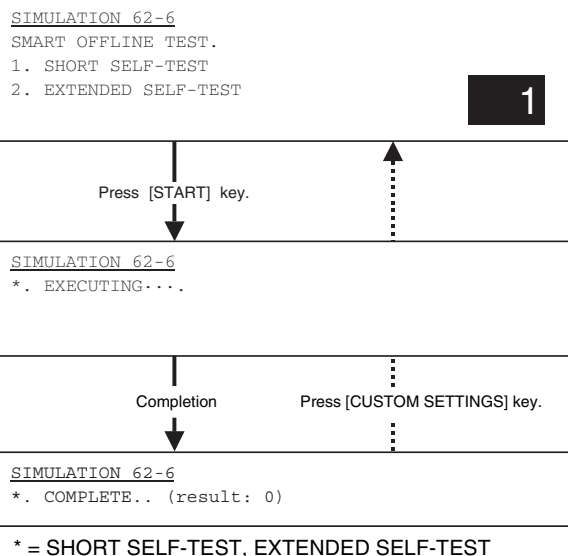 SIMULATION 62-6
SMART OFFLINE TEST.
1. SHORT SELF-TEST
2. EXTENDED SELF-TEST
1
Press [START] key.
SIMULATION 62-6
*. EXECUTING···.
Completion
Press [CUSTOM SETTINGS] key.
SIMULATION 62-6
*. COMPLETE.. (result: 0)
* = SHORT SELF-TEST, EXTENDED SELF-TEST